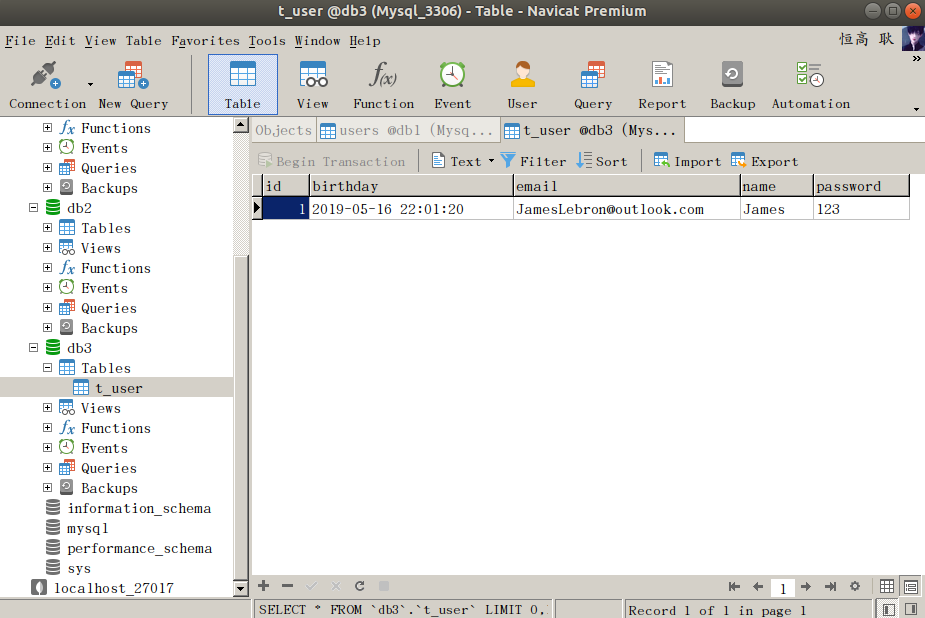 t_user @db3 (Mysql_3306) - Table - Navicat Premium
File Edit View Table Favorites Tools Window Help 恒高 耿
Connection New Query Table View Function Event User Query Report Backup Automation
Functions
Events
Queries
Backups
db2
Tables
Views
Functions
Events
Queries
Backups
db3
Tables
t_user
Views
Functions
Events
Queries
Backups
information_schema
mysql
performance_schema
sys
localhost_27017
Objects users @db1 (Mysq... t_user @db3 (Mys...
Begin Transaction Text Filter Sort Import Export
id birthday email name password
1 2019-05-16 22:01:20 JamesLebron@outlook.com James 123
1
SELECT * FROM `db3`.`t_user` LIMIT 0, Record 1 of 1 in page 1